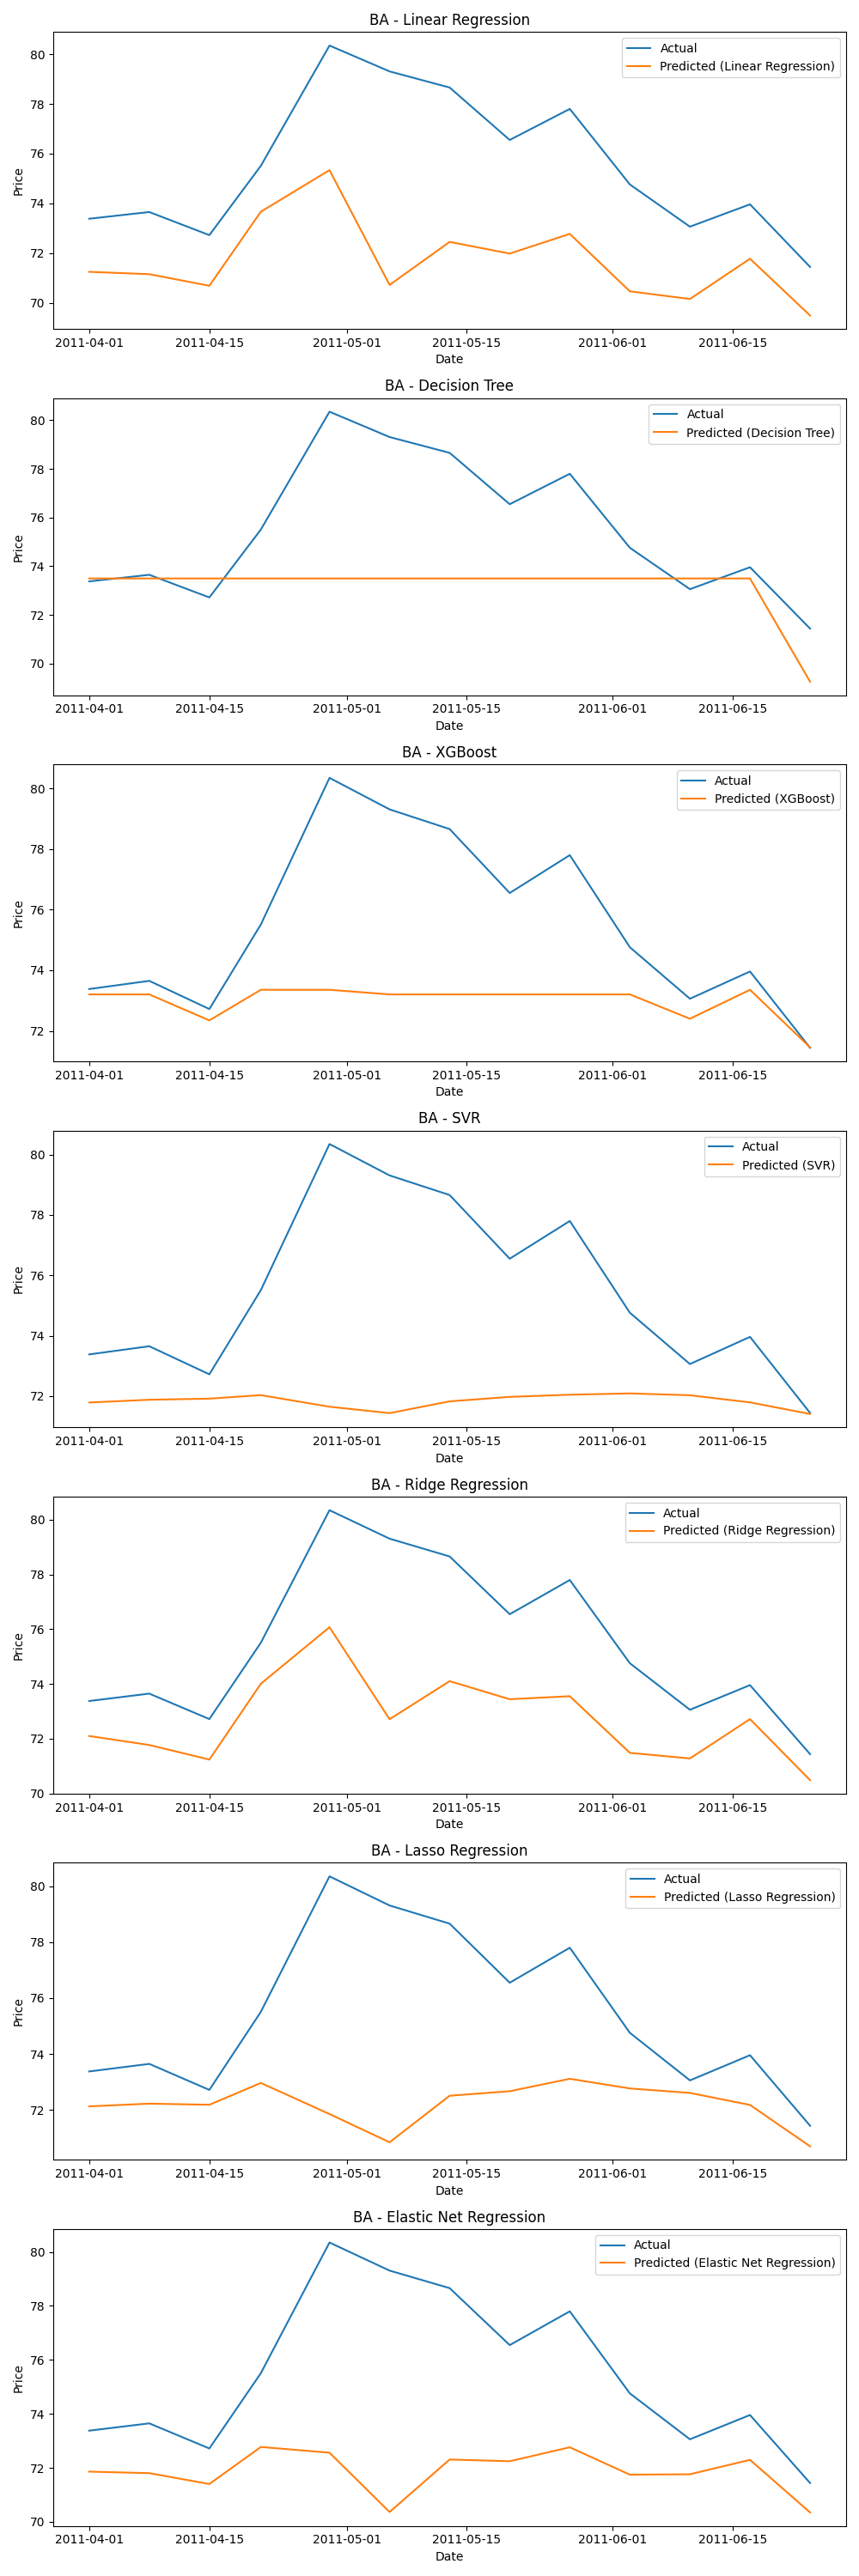 BA - Linear Regression
Actual
Predicted (Linear Regression)
80
78
76
74
72
70
Price
2011-04-01 2011-04-15 2011-05-01 2011-05-15 2011-06-01 2011-06-15
Date
BA - Decision Tree
Actual
Predicted (Decision Tree)
80
78
76
74
72
70
Price
2011-04-01 2011-04-15 2011-05-01 2011-05-15 2011-06-01 2011-06-15
Date
BA - XGBoost
Actual
Predicted (XGBoost)
80
78
76
74
72
Price
2011-04-01 2011-04-15 2011-05-01 2011-05-15 2011-06-01 2011-06-15
Date
BA - SVR
Actual
Predicted (SVR)
80
78
76
74
72
Price
2011-04-01 2011-04-15 2011-05-01 2011-05-15 2011-06-01 2011-06-15
Date
BA - Ridge Regression
Actual
Predicted (Ridge Regression)
80
78
76
74
72
70
Price
2011-04-01 2011-04-15 2011-05-01 2011-05-15 2011-06-01 2011-06-15
Date
BA - Lasso Regression
Actual
Predicted (Lasso Regression)
80
78
76
74
72
Price
2011-04-01 2011-04-15 2011-05-01 2011-05-15 2011-06-01 2011-06-15
Date
BA - Elastic Net Regression
Actual
Predicted (Elastic Net Regression)
80
78
76
74
72
70
Price
2011-04-01 2011-04-15 2011-05-01 2011-05-15 2011-06-01 2011-06-15
Date